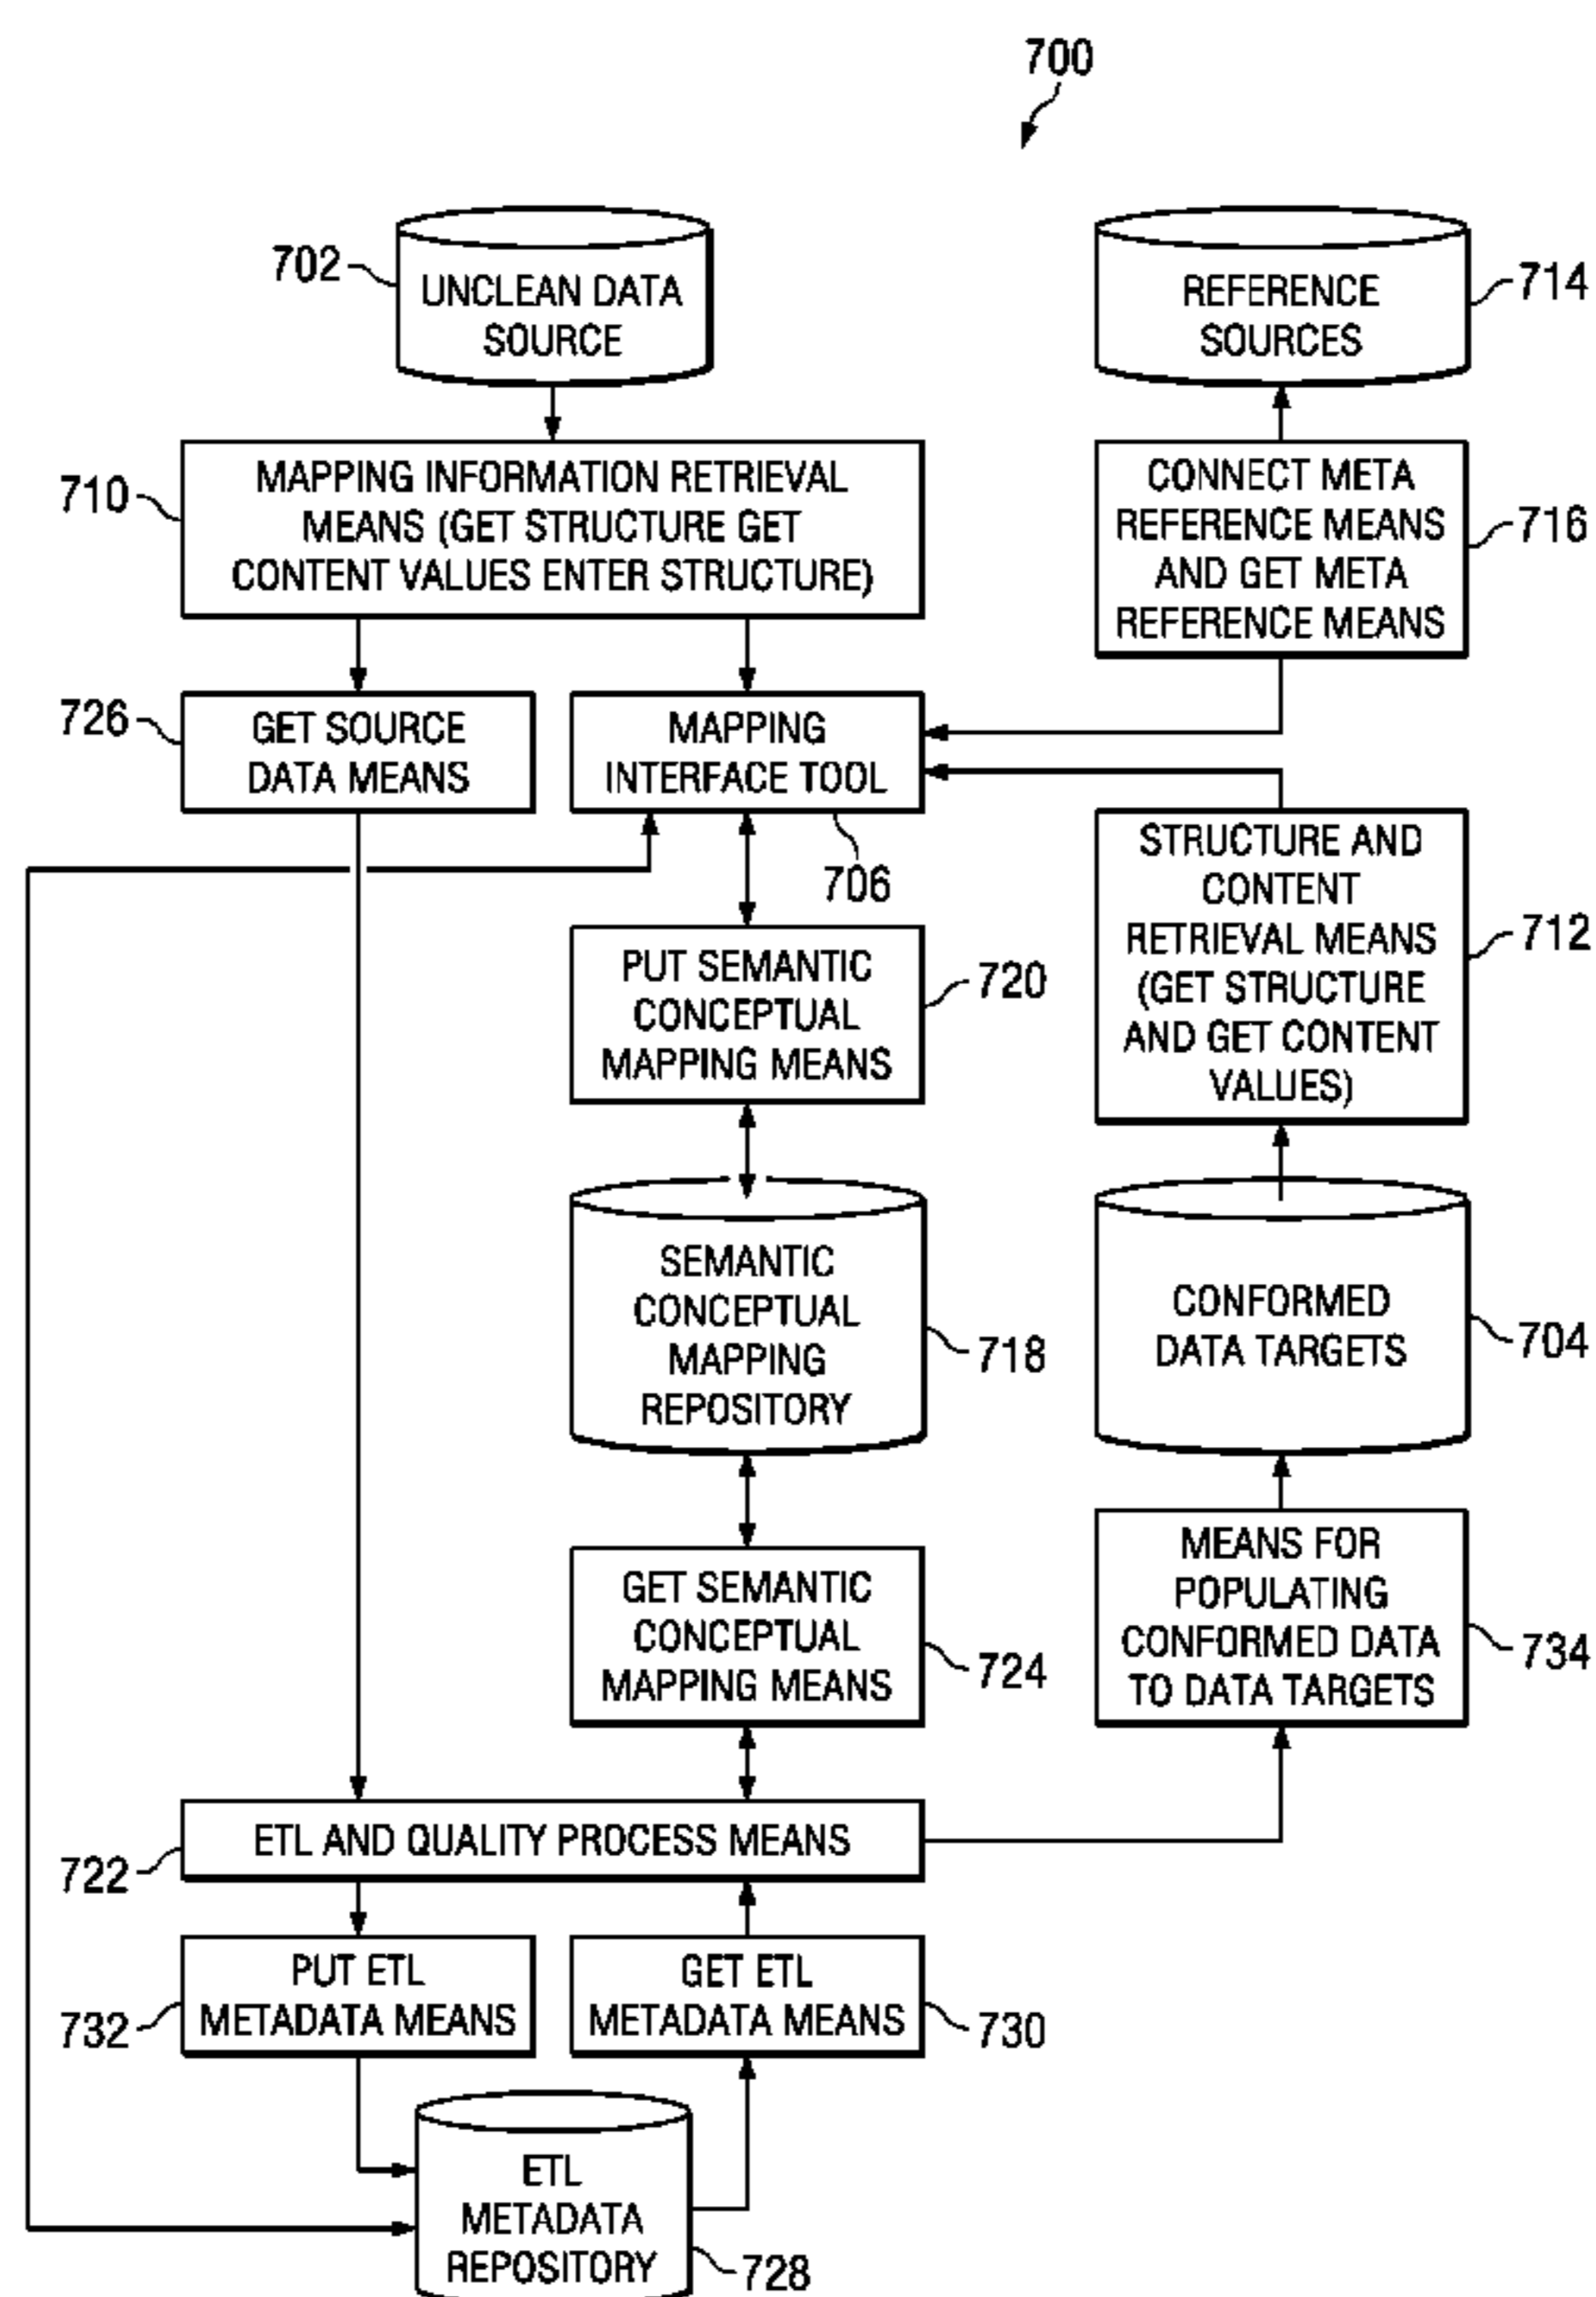 700
702
UNCLEAN DATA
SOURCE
REFERENCE
SOURCES
714
710
MAPPING INFORMATION RETRIEVAL
MEANS (GET STRUCTURE GET
CONTENT VALUES ENTER STRUCTURE)
CONNECT META
REFERENCE MEANS
AND GET META
REFERENCE MEANS
716
726
GET SOURCE
DATA MEANS
MAPPING
INTERFACE TOOL
706
STRUCTURE AND
CONTENT
RETRIEVAL MEANS
(GET STRUCTURE
AND GET CONTENT
VALUES)
712
PUT SEMANTIC
CONCEPTUAL
MAPPING MEANS
720
SEMANTIC
CONCEPTUAL
MAPPING
REPOSITORY
718
CONFORMED
DATA TARGETS
704
GET SEMANTIC
CONCEPTUAL
MAPPING MEANS
724
MEANS FOR
POPULATING
CONFORMED DATA
TO DATA TARGETS
734
722
ETL AND QUALITY PROCESS MEANS
732
PUT ETL
METADATA MEANS
GET ETL
METADATA MEANS
730
ETL
METADATA
REPOSITORY
728